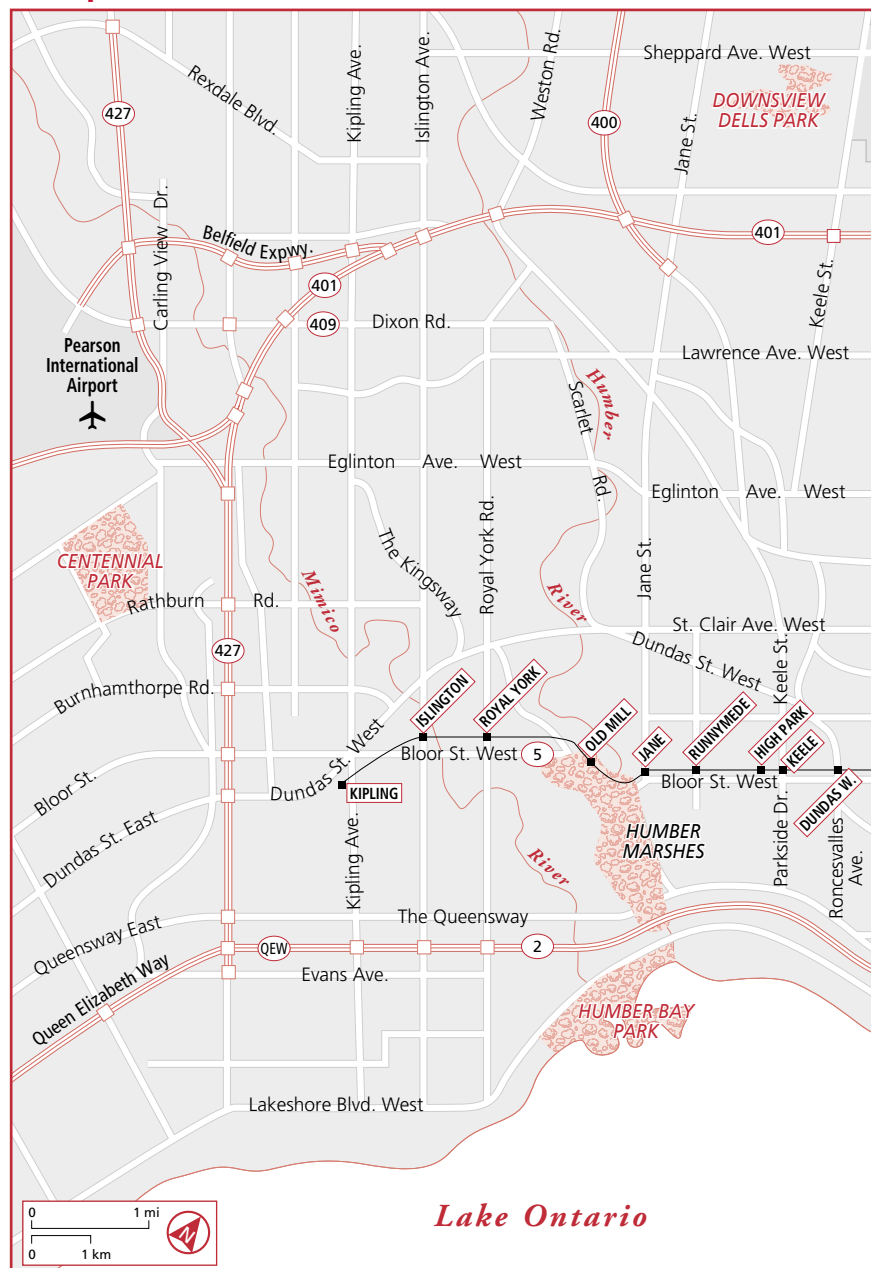 Sheppard Ave. West
DOWNSVIEW
DELLS PARK
Rexdale Blvd.
Kipling Ave.
Islington Ave.
Weston Rd.
427
400
Jane St.
Carling View Dr.
Belfield Expwy.
401
401
Keele St.
409
Dixon Rd.
Pearson
International
Airport
Lawrence Ave. West
Humber
Scarlet
Rd.
Eglinton Ave. West
Eglinton Ave. West
CENTENNIAL
PARK
The Kingsway
Royal York Rd.
Jane St.
Mimico
River
Rathburn Rd.
St. Clair Ave. West
Dundas St. West
Keele St.
427
Burnhamthorpe Rd.
ISLINGTON
ROYAL YORK
OLD MILL
JANE
RUNNYMEDE
HIGH PARK
KEELE
Bloor St. West
5
Bloor St.
Dundas St. West
KIPLING
Bloor St. West
DUNDAS W.
HUMBER
MARSHES
Dundas St. East
Kipling Ave.
River
Parkside Dr.
Roncesvalles
Ave.
The Queensway
Queensway East
QEW
2
Queen Elizabeth Way
Evans Ave.
HUMBER BAY
PARK
Lakeshore Blvd. West
Lake Ontario
0 1 mi
0 1 km
N